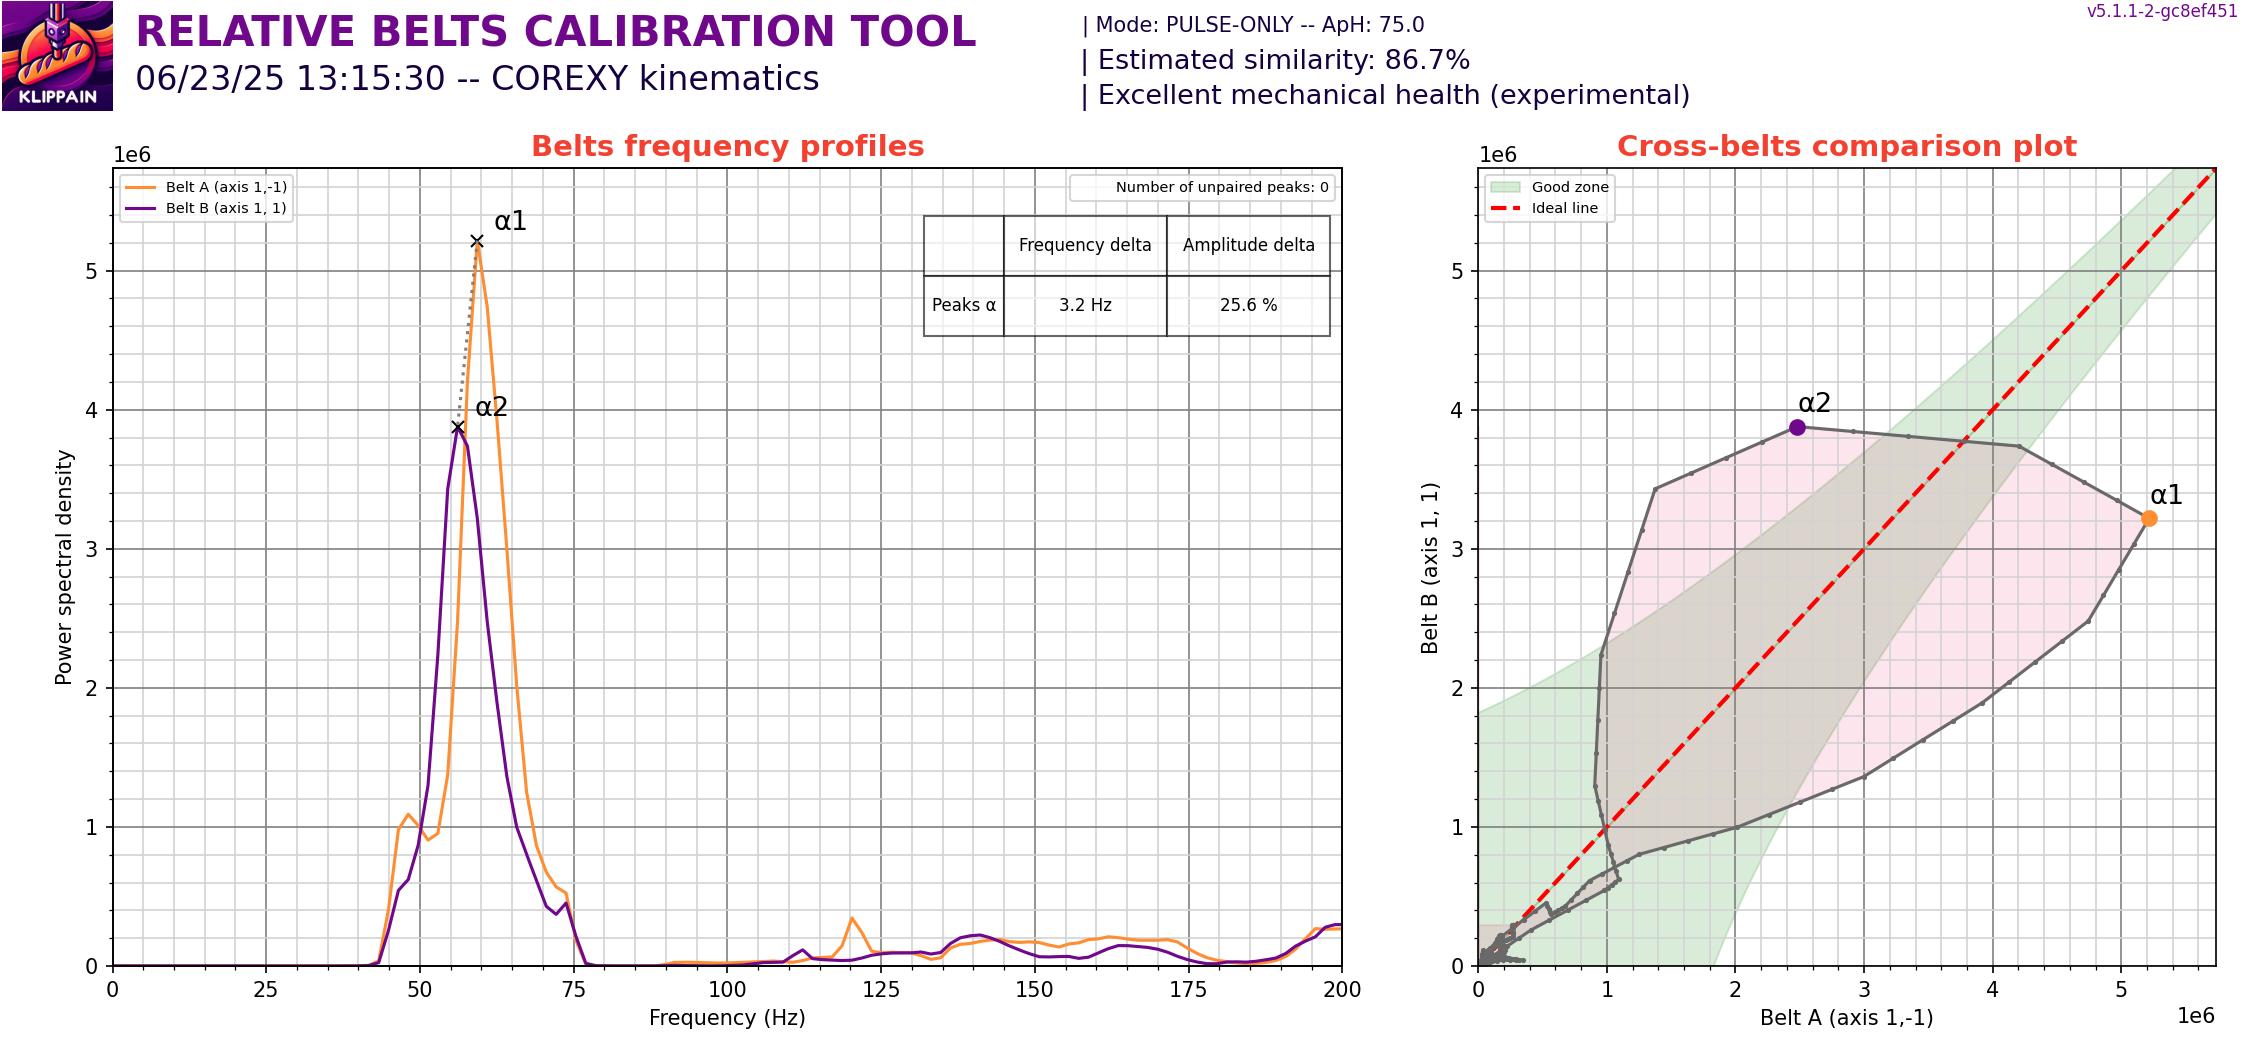 KLIPPAIN
RELATIVE BELTS CALIBRATION TOOL
06/23/25 13:15:30 -- COREXY kinematics
| Mode: PULSE-ONLY -- ApH: 75.0
| Estimated similarity: 86.7%
| Excellent mechanical health (experimental)
v5.1.1-2-gc8ef451
Belts frequency profiles
1e6
Belt A (axis 1,-1)
Belt B (axis 1, 1)
Number of unpaired peaks: 0
Frequency delta Amplitude delta
Peaks α 3.2 Hz 25.6 %
α1
α2
Power spectral density
5
4
3
2
1
0
0 25 50 75 100 125 150 175 200
Frequency (Hz)
Cross-belts comparison plot
1e6
Good zone
Ideal line
α2
α1
Belt B (axis 1, 1)
5
4
3
2
1
0
0 1 2 3 4 5
Belt A (axis 1,-1)
1e6